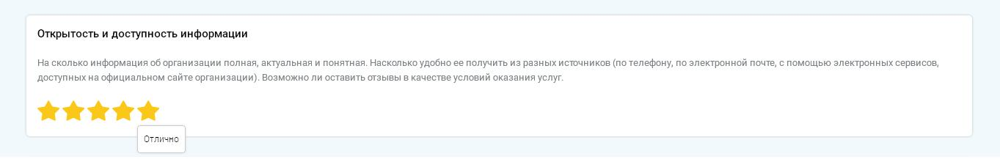 Открытость и доступность информации
На сколько информация об организации полная, актуальная и понятная. Насколько удобно ее получить из разных источников (по телефону, по электронной почте, с помощью электронных сервисов,
доступных на официальном сайте организации). Возможно ли оставить отзывы в качестве условий оказания услуг.
Отлично